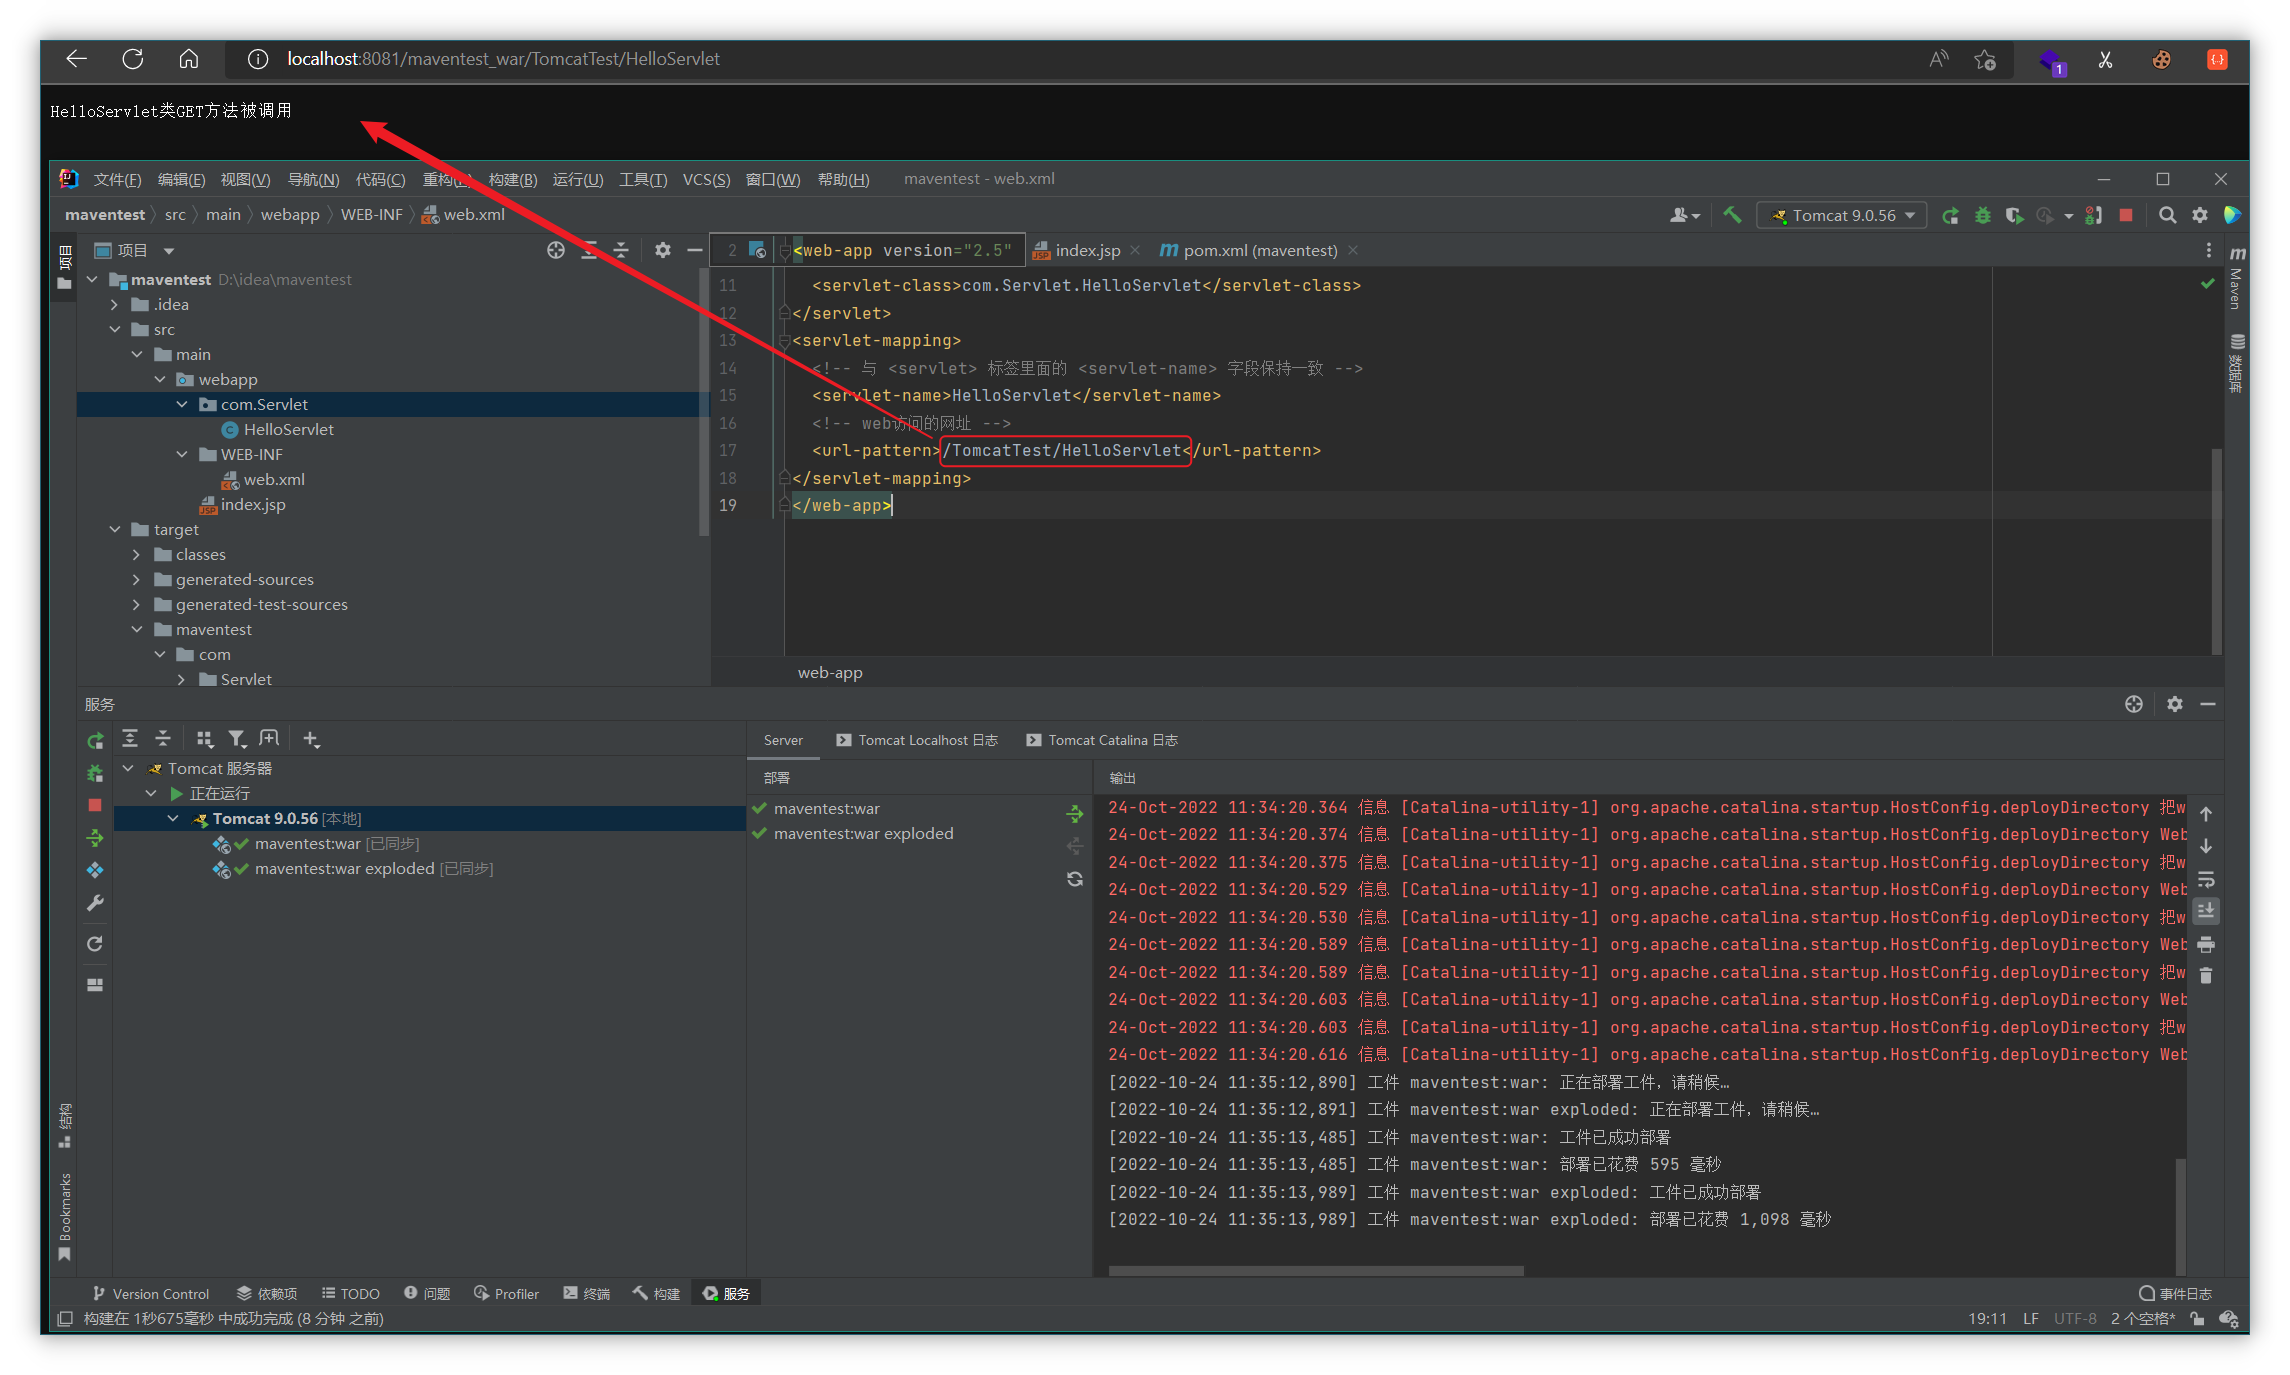 localhost:8081/maventest_war/TomcatTest/HelloServlet
1
HelloServlet类GET方法被调用
文件(F) 编辑(E) 视图(V) 导航(N) 代码(C) 重构 构建(B) 运行(U) 工具(T) VCS(S) 窗口(W) 帮助(H) maventest - web.xml
maventest src main webapp WEB-INF web.xml
Tomcat 9.0.56
项目
项目
maventest D:\idea\maventest
.idea
src
main
webapp
com.Servlet
HelloServlet
WEB-INF
web.xml
index.jsp
target
classes
generated-sources
generated-test-sources
maventest
com
Servlet
2 <web-app version="2.5" index.jsp pom.xml (maventest)
11 <servlet-class>com.Servlet.HelloServlet</servlet-class>
12 </servlet>
13 <servlet-mapping>
14 <!-- 与 <servlet> 标签里面的 <servlet-name> 字段保持一致 -->
15 <servlet-name>HelloServlet</servlet-name>
16 <!-- web访问的网址 -->
17 <url-pattern>/TomcatTest/HelloServlet</url-pattern>
18 </servlet-mapping>
19 </web-app>
web-app
Maven
数据库
服务
Tomcat 服务器
正在运行
Tomcat 9.0.56 [本地]
maventest:war [已同步]
maventest:war exploded [已同步]
Server Tomcat Localhost 日志 Tomcat Catalina 日志
部署
maventest:war
maventest:war exploded
输出
24-Oct-2022 11:34:20.364 信息 [Catalina-utility-1] org.apache.catalina.startup.HostConfig.deployDirectory 把w
24-Oct-2022 11:34:20.374 信息 [Catalina-utility-1] org.apache.catalina.startup.HostConfig.deployDirectory Web
24-Oct-2022 11:34:20.375 信息 [Catalina-utility-1] org.apache.catalina.startup.HostConfig.deployDirectory 把w
24-Oct-2022 11:34:20.529 信息 [Catalina-utility-1] org.apache.catalina.startup.HostConfig.deployDirectory Web
24-Oct-2022 11:34:20.530 信息 [Catalina-utility-1] org.apache.catalina.startup.HostConfig.deployDirectory 把w
24-Oct-2022 11:34:20.589 信息 [Catalina-utility-1] org.apache.catalina.startup.HostConfig.deployDirectory Web
24-Oct-2022 11:34:20.589 信息 [Catalina-utility-1] org.apache.catalina.startup.HostConfig.deployDirectory 把w
24-Oct-2022 11:34:20.603 信息 [Catalina-utility-1] org.apache.catalina.startup.HostConfig.deployDirectory Web
24-Oct-2022 11:34:20.603 信息 [Catalina-utility-1] org.apache.catalina.startup.HostConfig.deployDirectory 把w
24-Oct-2022 11:34:20.616 信息 [Catalina-utility-1] org.apache.catalina.startup.HostConfig.deployDirectory Web
[2022-10-24 11:35:12,890] 工件 maventest:war: 正在部署工件，请稍候…
[2022-10-24 11:35:12,891] 工件 maventest:war exploded: 正在部署工件，请稍候…
[2022-10-24 11:35:13,485] 工件 maventest:war: 工件已成功部署
[2022-10-24 11:35:13,485] 工件 maventest:war: 部署已花费 595 毫秒
[2022-10-24 11:35:13,989] 工件 maventest:war exploded: 工件已成功部署
[2022-10-24 11:35:13,989] 工件 maventest:war exploded: 部署已花费 1,098 毫秒
结构
Bookmarks
Version Control 依赖项 TODO 问题 Profiler 终端 构建 服务 事件日志
构建在 1秒675毫秒 中成功完成 (8 分钟 之前) 19:11 LF UTF-8 2 个空格*